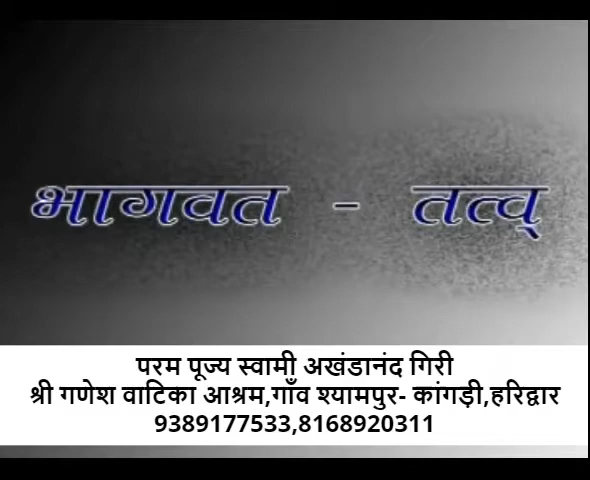 भागवत - तत्व्
परम पूज्य स्वामी अखंडानंद गिरी
श्री गणेश वाटिका आश्रम,गाँव श्यामपुर- कांगड़ी,हरिद्वार
9389177533,8168920311